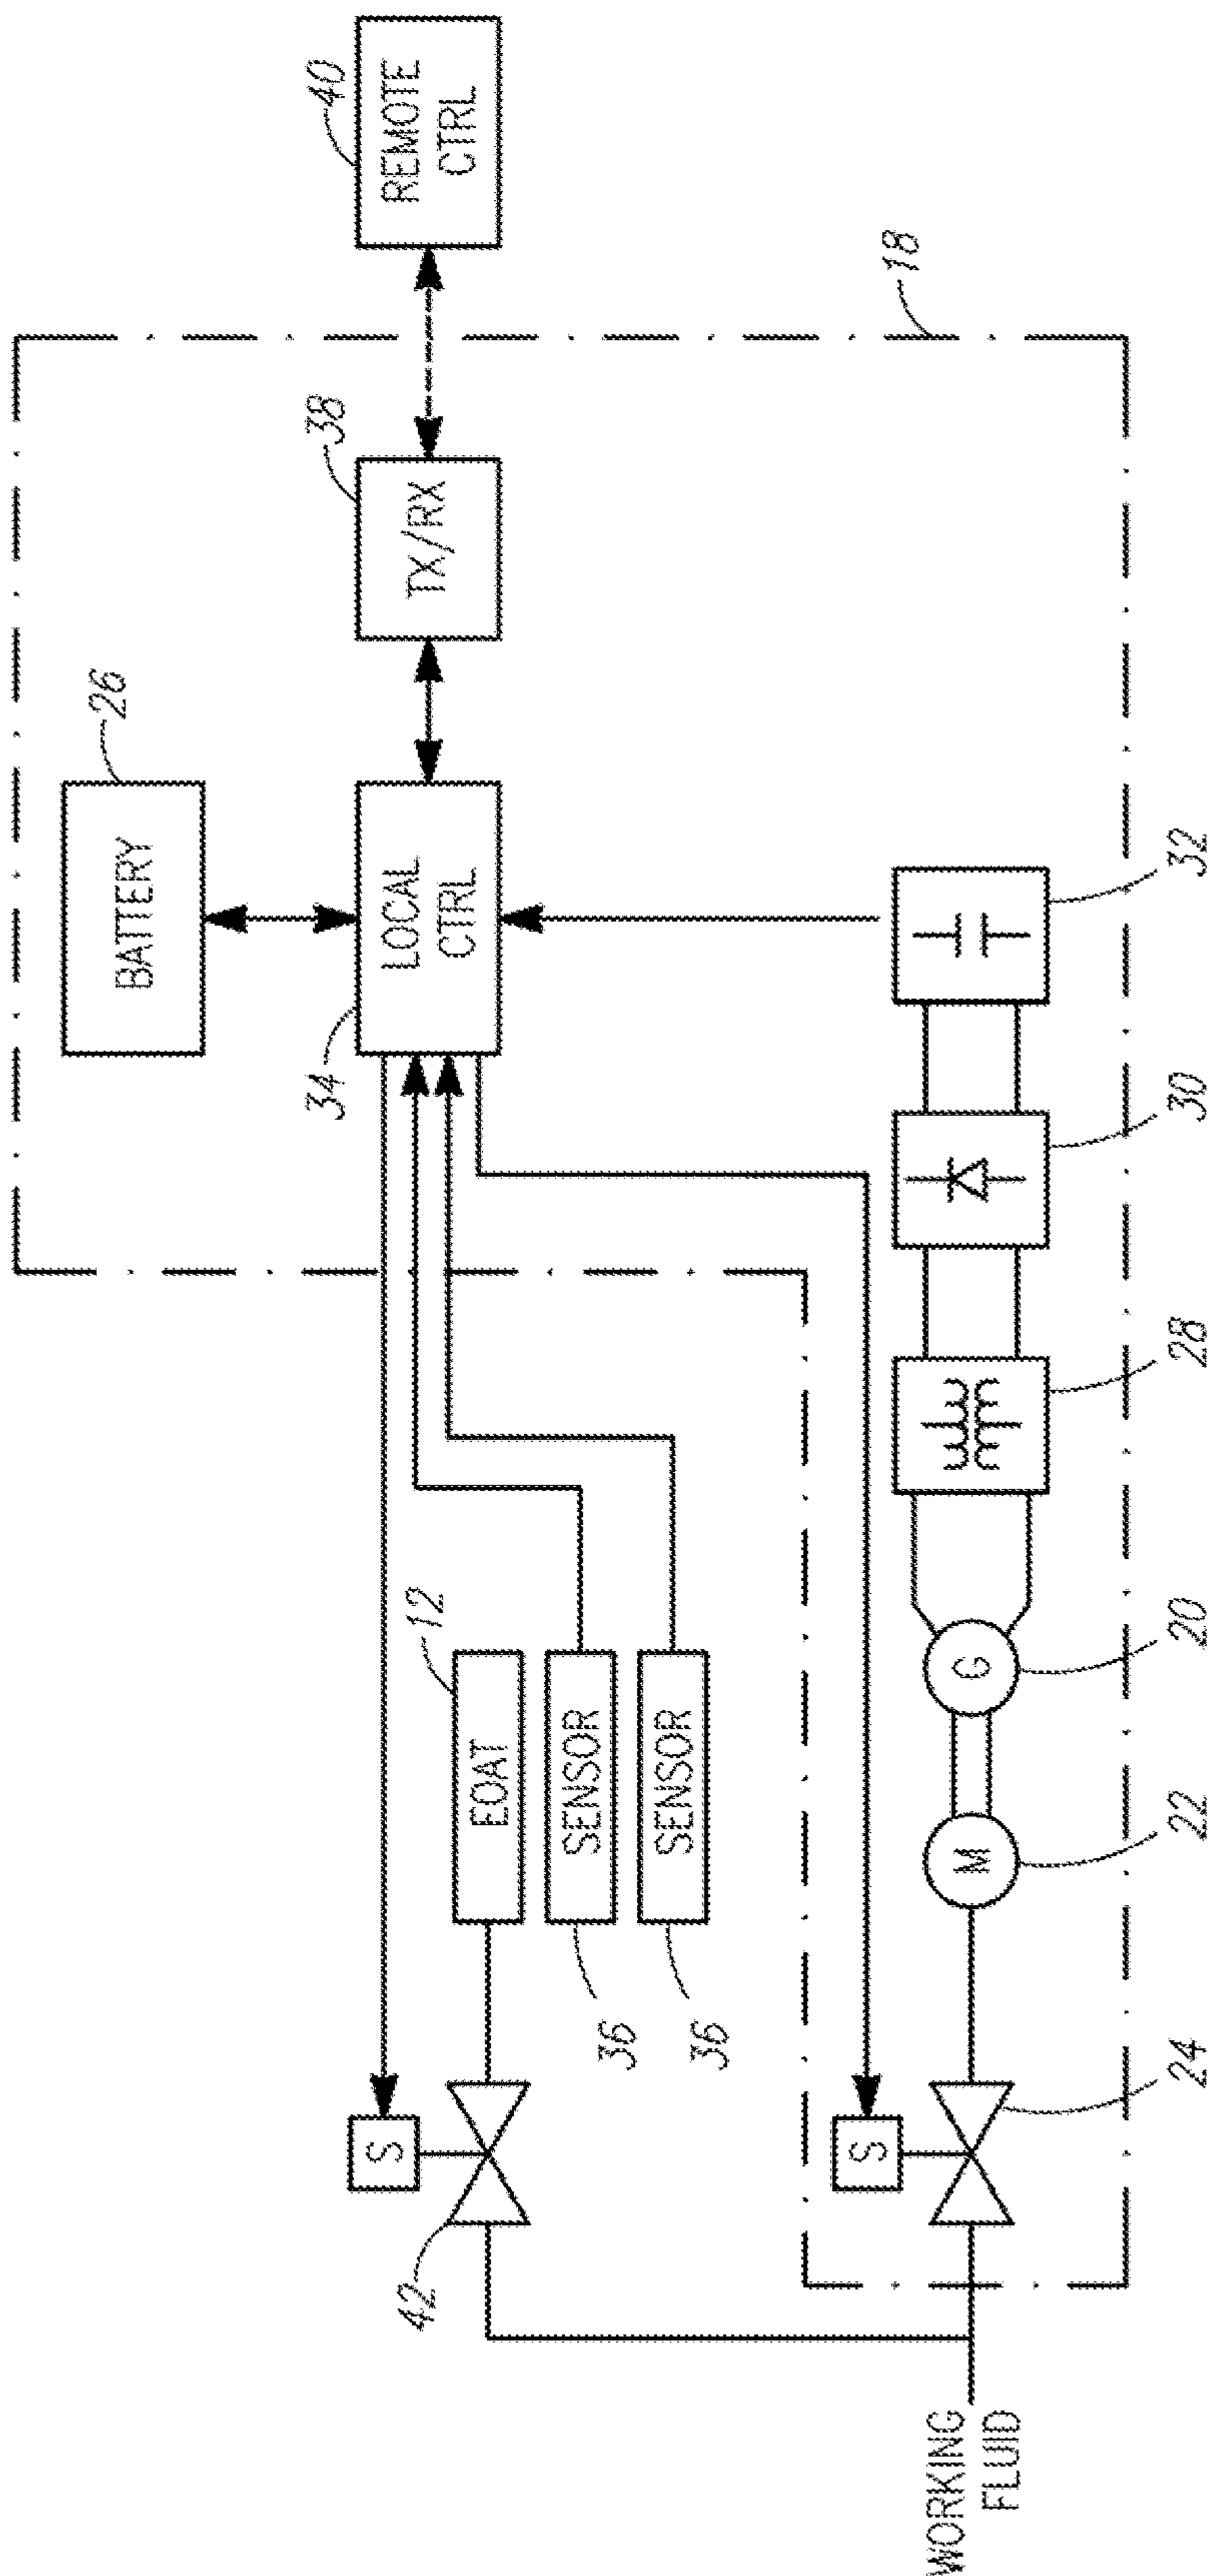 26
BATTERY
40
REMOTE
CTRL
38
TX/RX
34
LOCAL
CTRL
18
S
42
12
EOAT
SENSOR
36
SENSOR
36
S
24
M
22
G
20
28
30
32
WORKING
FLUID